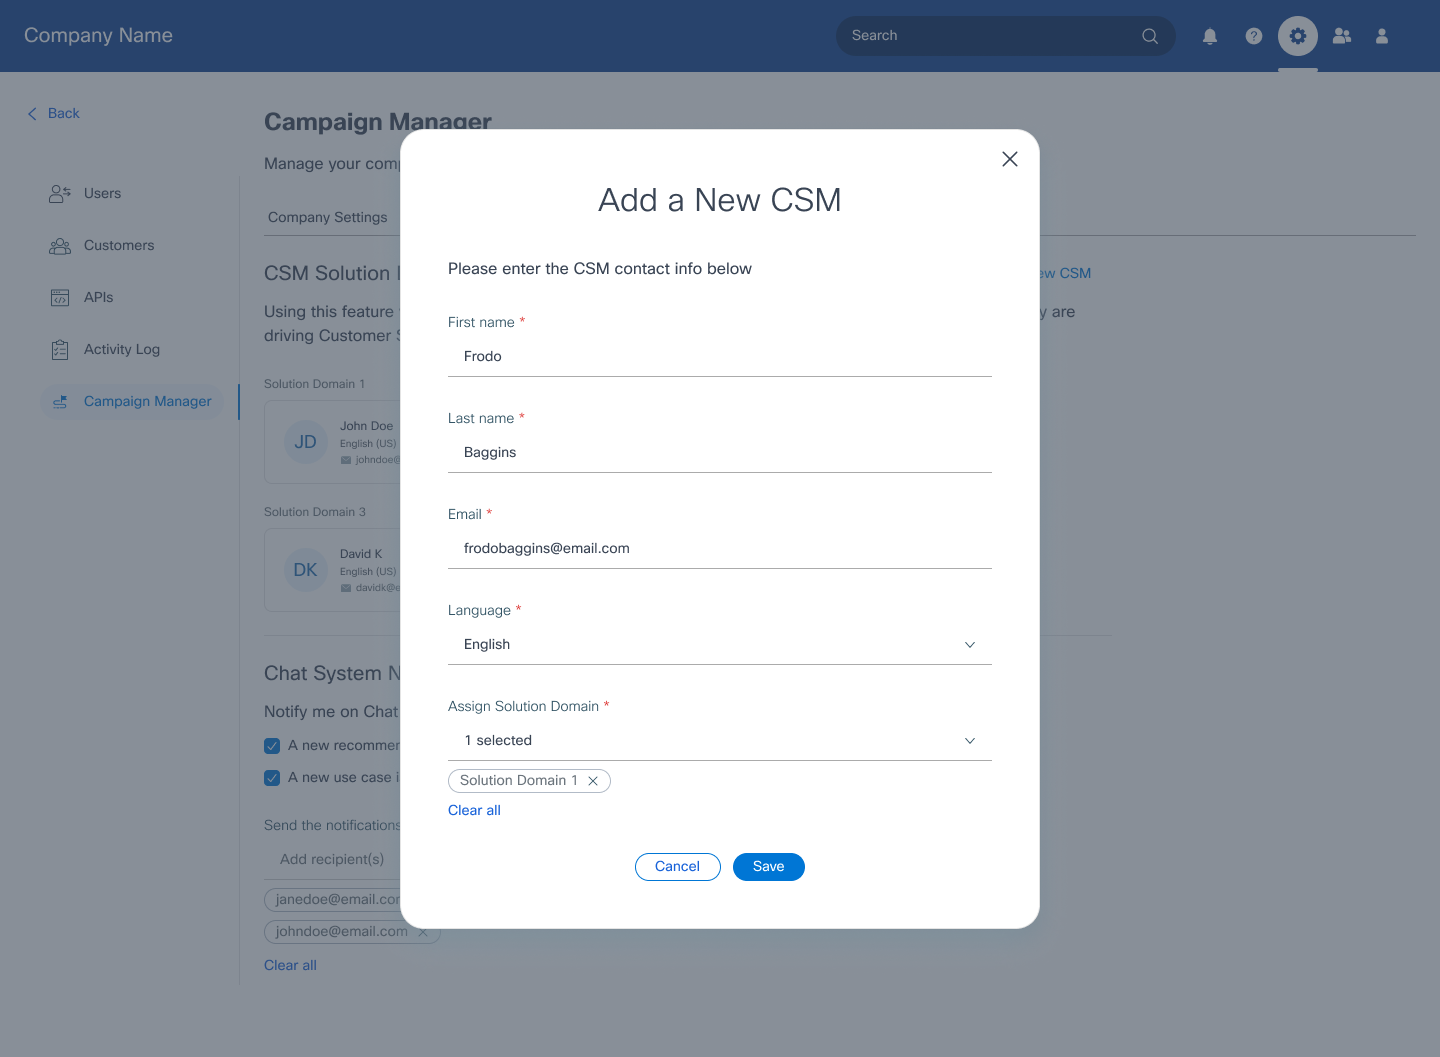 Company Name
Search
Back
Campaign Manager
Manage your
Users
Customers
APIs
Activity Log
Campaign Manager
Company Settings
CSM Solution
CSM
Using this feature
are
driving Customer
Solution Domain 1
JD
John Doe
English (US)
johndoe@
Solution Domain 3
DK
David K
English (US)
davidk@e
Chat System
Notify me on Chat
A new
A new use case
Send the notifications
Add recipient(s)
janedoe@email.com
johndoe@email.com
Clear all
Add a New CSM
Please enter the CSM contact info below
First name *
Frodo
Last name *
Baggins
Email *
frodobaggins@email.com
Language *
English
Assign Solution Domain *
1 selected
Solution Domain 1
Clear all
Cancel
Save